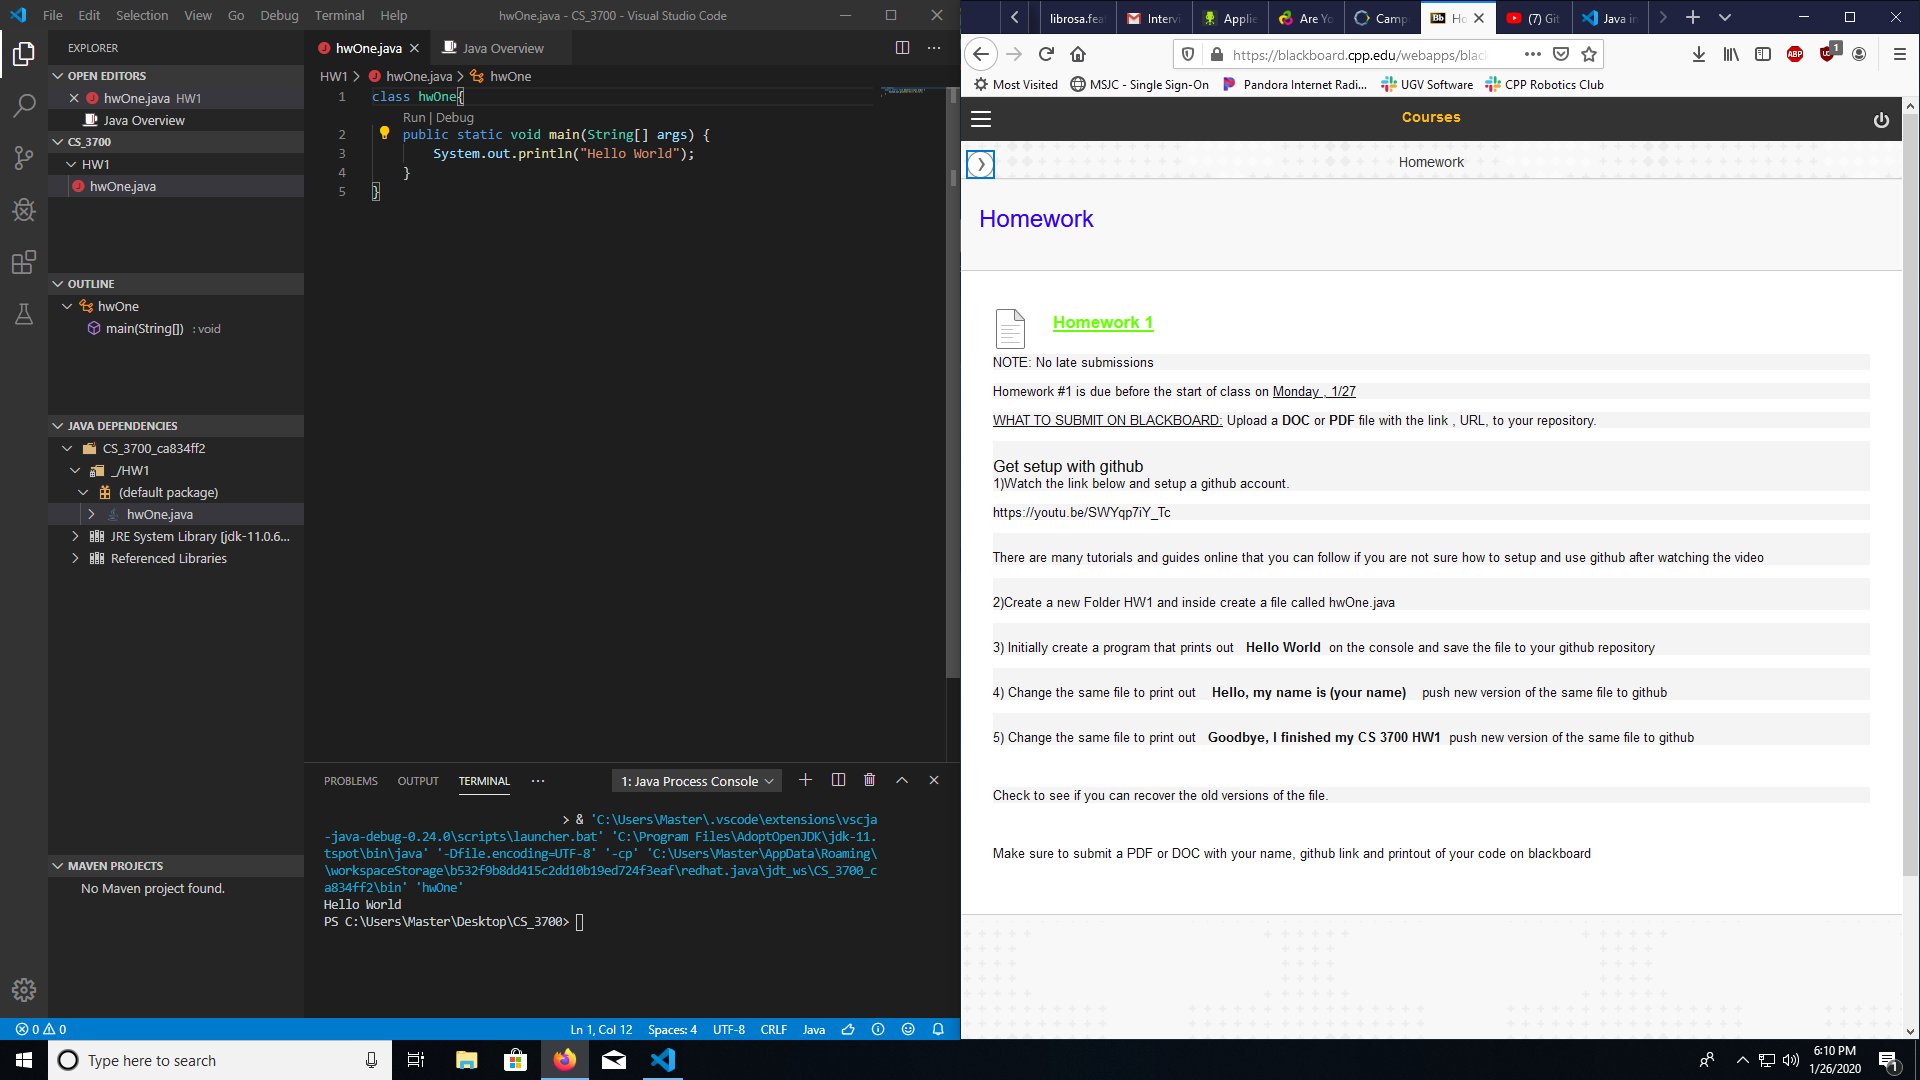 File Edit Selection View Go Debug Terminal Help
hwOne.java - CS_3700 - Visual Studio Code
EXPLORER
OPEN EDITORS
hwOne.java HW1
Java Overview
CS_3700
HW1
hwOne.java
OUTLINE
hwOne
main(String[]) : void
JAVA DEPENDENCIES
CS_3700_ca834ff2
_/HW1
(default package)
hwOne.java
JRE System Library [jdk-11.0.6...
Referenced Libraries
MAVEN PROJECTS
No Maven project found.
hwOne.java
Java Overview
HW1 > hwOne.java > hwOne
1 class hwOne{
Run | Debug
2 public static void main(String[] args) {
3 System.out.println("Hello World");
4 }
5 }
PROBLEMS OUTPUT TERMINAL ...
1: Java Process Console
> & 'C:\Users\Master\.vscode\extensions\vscja
-java-debug-0.24.0\scripts\launcher.bat' 'C:\Program Files\AdoptOpenJDK\jdk-11.
tspot\bin\java' '-Dfile.encoding=UTF-8' '-cp' 'C:\Users\Master\AppData\Roaming\
\workspaceStorage\b532f9b8dd415c2dd10b19ed724f3eaf\redhat.java\jdt_ws\CS_3700_c
a834ff2\bin' 'hwOne'
Hello World
PS C:\Users\Master\Desktop\CS_3700>
0 0
Ln 1, Col 12 Spaces: 4 UTF-8 CRLF Java
librosa.fea Intervi Applie Are Yo Camp Bb Ho (7) Git Java in
https://blackboard.cpp.edu/webapps/blac
ABP
1
Most Visited MSJC - Single Sign-On Pandora Internet Radi... UGV Software CPP Robotics Club
Courses
Homework
Homework
Homework 1
NOTE: No late submissions
Homework #1 is due before the start of class on Monday , 1/27
WHAT TO SUBMIT ON BLACKBOARD: Upload a DOC or PDF file with the link , URL, to your repository.
Get setup with github
1)Watch the link below and setup a github account.
https://youtu.be/SWYqp7iY_Tc
There are many tutorials and guides online that you can follow if you are not sure how to setup and use github after watching the video
2)Create a new Folder HW1 and inside create a file called hwOne.java
3) Initially create a program that prints out Hello World on the console and save the file to your github repository
4) Change the same file to print out Hello, my name is (your name) push new version of the same file to github
5) Change the same file to print out Goodbye, I finished my CS 3700 HW1 push new version of the same file to github
Check to see if you can recover the old versions of the file.
Make sure to submit a PDF or DOC with your name, github link and printout of your code on blackboard
Type here to search
6:10 PM
1/26/2020
1